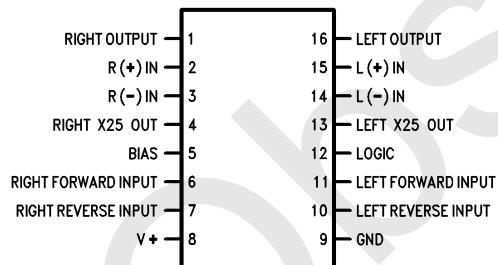 RIGHT OUTPUT 1 16 LEFT OUTPUT
R (+) IN 2 15 L (+) IN
R (-) IN 3 14 L (-) IN
RIGHT X25 OUT 4 13 LEFT X25 OUT
BIAS 5 12 LOGIC
RIGHT FORWARD INPUT 6 11 LEFT FORWARD INPUT
RIGHT REVERSE INPUT 7 10 LEFT REVERSE INPUT
V + 8 9 GND